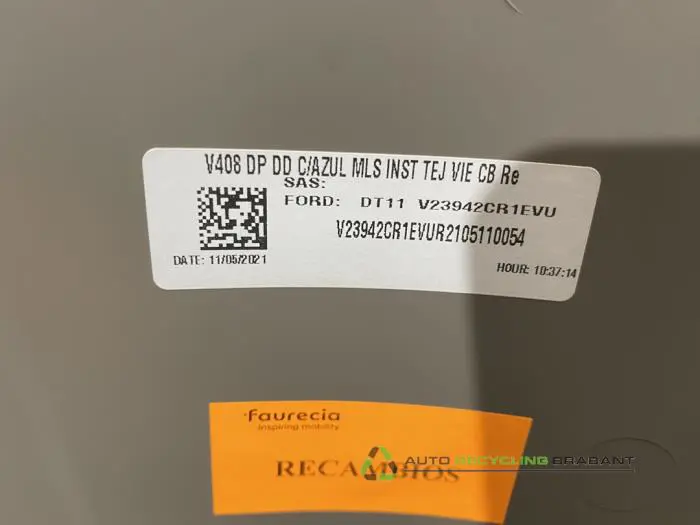 V408 DP DD C/AZUL MLS INST TEJ VIE CB Re
SAS:
FORD: DT11 V23942CR1EVU
V23942CR1EVUR2105110054
DATE: 11/05/2021
HOUR: 10:37:14
faurecia
inspiring mobility
RECAMBIOS
AUTO RECYCLING BRABANT